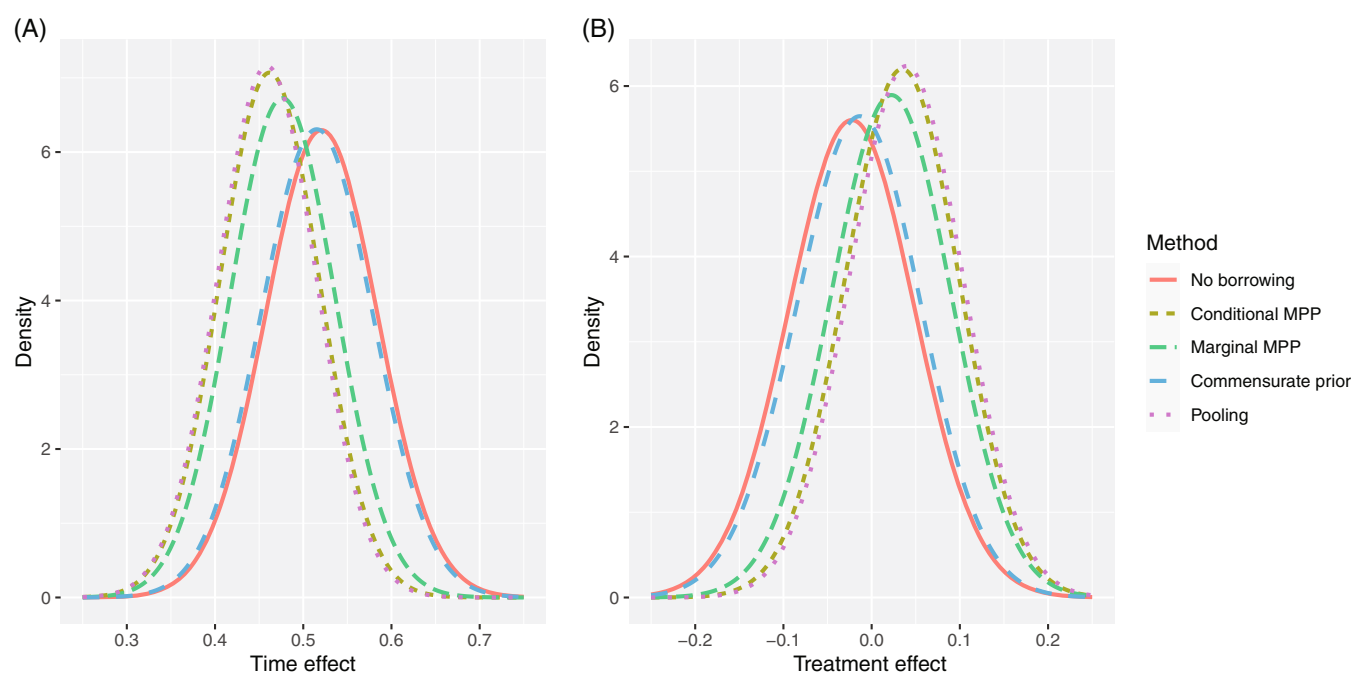 (A)
Density
6
4
2
0
0.3 0.4 0.5 0.6 0.7
Time effect
(B)
Density
6
4
2
0
−0.2 −0.1 0.0 0.1 0.2
Treatment effect
Method
No borrowing
Conditional MPP
Marginal MPP
Commensurate prior
Pooling